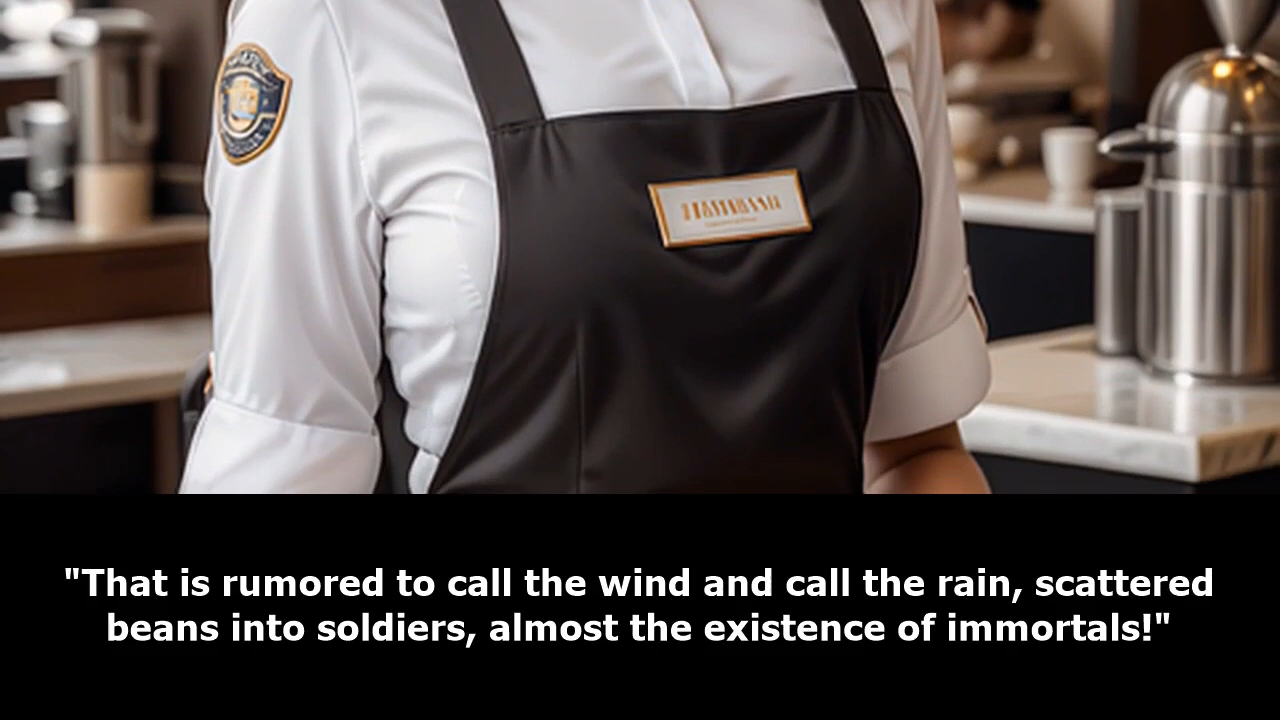 "That is rumored to call the wind and call the rain, scattered
beans into soldiers, almost the existence of immortals!"